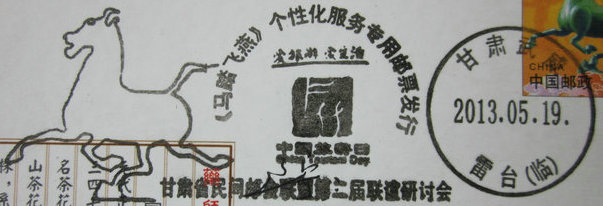 《马踏飞燕》个性化服务专用邮票发行
中国旅游日
China Tourism Day
甘肃省民间邮会联盟第二届联谊研讨会
甘肃武
2013.05.19.
雷台(临)
CHINA
中国邮政
名茶花
山茶花